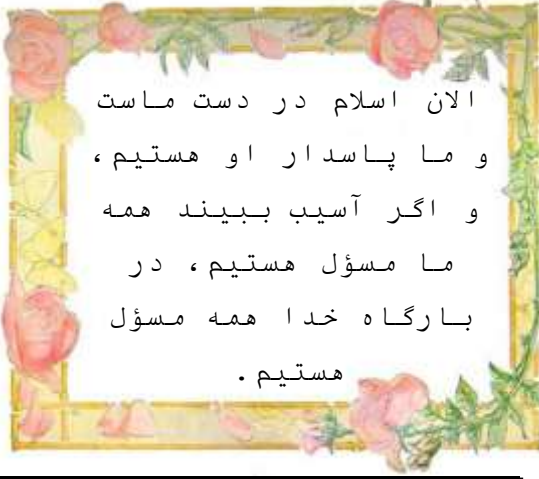 الان اسلام در دست ماست
و ما پاسدار او هستیم،
و اگر آسیب ببیند همه
ما مسؤل هستیم، در
بارگاه خدا همه مسؤل
هستیم.